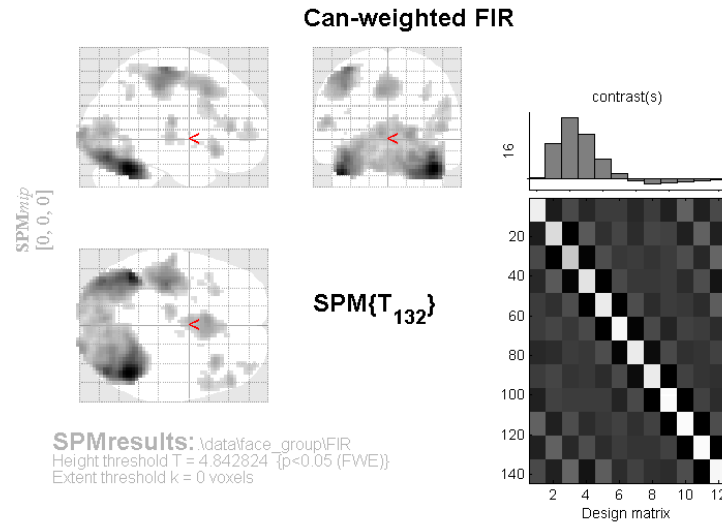 Can-weighted FIR
SPMmip
[0, 0, 0]
<
<
<
SPM{T132}
contrast(s)
16
20
40
60
80
100
120
140
2 4 6 8 10 12
Design matrix
SPMresults: .\data\face_group\FIR
Height threshold T = 4.842824 {p<0.05 (FWE)}
Extent threshold k = 0 voxels